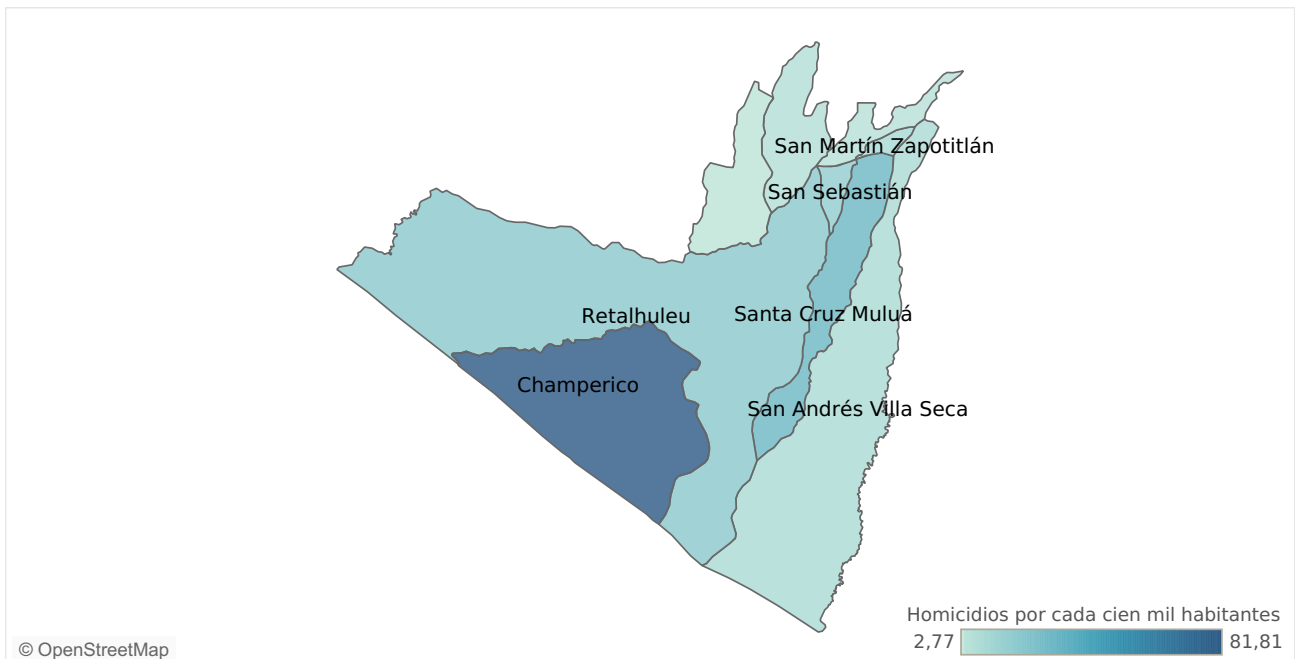 San Martín Zapotitlán
San Sebastián
Retalhuleu
Santa Cruz Muluá
Champerico
San Andrés Villa Seca
Homicidios por cada cien mil habitantes
2,77 81,81
© OpenStreetMap